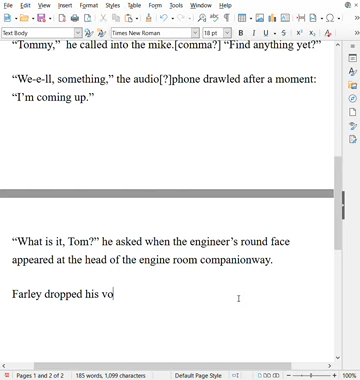 File Edit View Insert Format Styles Table Form Tools Window Help
Text Body Times New Roman 18 pt
“Tommy,”  he called into the mike.[comma?] “Find anything yet?”
“We-e-ll, something,” the audio[?]phone drawled after a moment:
“I’m coming up.”
“What is it, Tom?” he asked when the engineer’s round face
appeared at the head of the engine room companionway.
Farley dropped his vo
Pages 1 and 2 of 2 185 words, 1,099 characters Default Page Style 100%